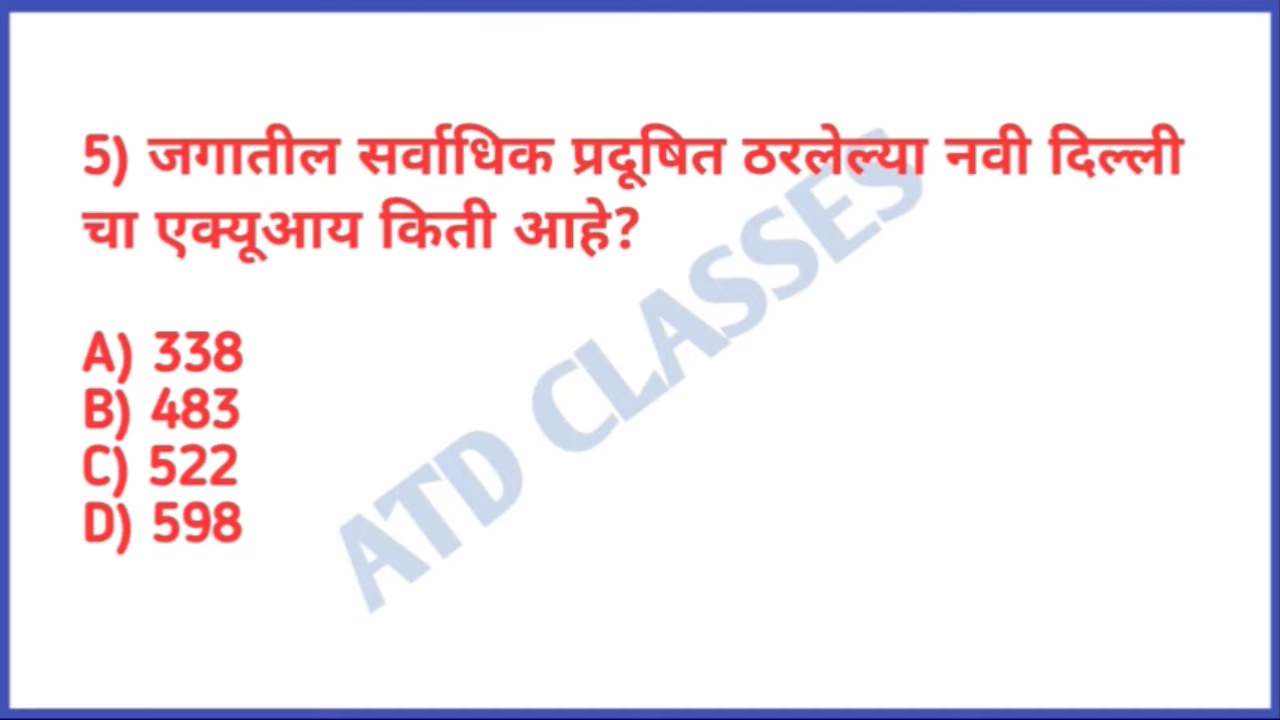 5) जगातील सर्वाधिक प्रदूषित ठरलेल्या नवी दिल्ली
चा एक्यूआय किती आहे?
A) 338
B) 483
C) 522
D) 598
ATD CLASSES